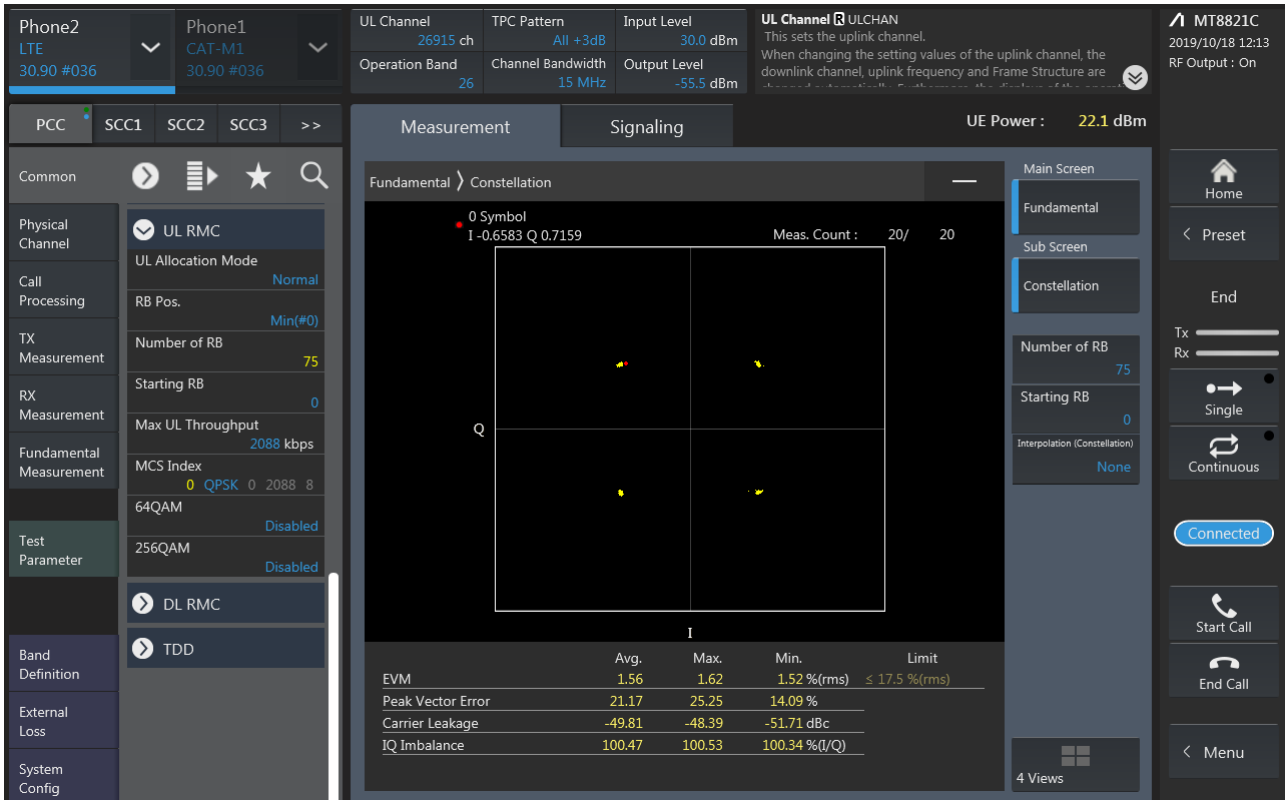 Phone2
LTE
30.90 #036
Phone1
CAT-M1
30.90 #036
UL Channel
26915 ch
TPC Pattern
All +3dB
Input Level
30.0 dBm
Operation Band
26
Channel Bandwidth
15 MHz
Output Level
-55.5 dBm
UL Channel R ULCHAN
This sets the uplink channel.
When changing the setting values of the uplink channel, the
downlink channel, uplink frequency and Frame Structure are
MT8821C
2019/10/18 12:13
RF Output : On
PCC SCC1 SCC2 SCC3 >>
Measurement
Signaling
UE Power : 22.1 dBm
Common
Physical
Channel
Call
Processing
TX
Measurement
RX
Measurement
Fundamental
Measurement
Test
Parameter
Band
Definition
External
Loss
System
Config
UL RMC
UL Allocation Mode
Normal
RB Pos.
Min(#0)
Number of RB
75
Starting RB
0
Max UL Throughput
2088 kbps
MCS Index
0 QPSK 0 2088 8
64QAM
Disabled
256QAM
Disabled
DL RMC
TDD
Fundamental 〉 Constellation
0 Symbol
I -0.6583 Q 0.7159
Meas. Count : 20/ 20
Q
I
Avg. Max. Min. Limit
EVM 1.56 1.62 1.52 %(rms) ≤ 17.5 %(rms)
Peak Vector Error 21.17 25.25 14.09 %
Carrier Leakage -49.81 -48.39 -51.71 dBc
IQ Imbalance 100.47 100.53 100.34 %(I/Q)
Main Screen
Fundamental
Sub Screen
Constellation
Number of RB
75
Starting RB
0
Interpolation (Constellation)
None
4 Views
Home
< Preset
End
Tx
Rx
Single
Continuous
Connected
Start Call
End Call
< Menu